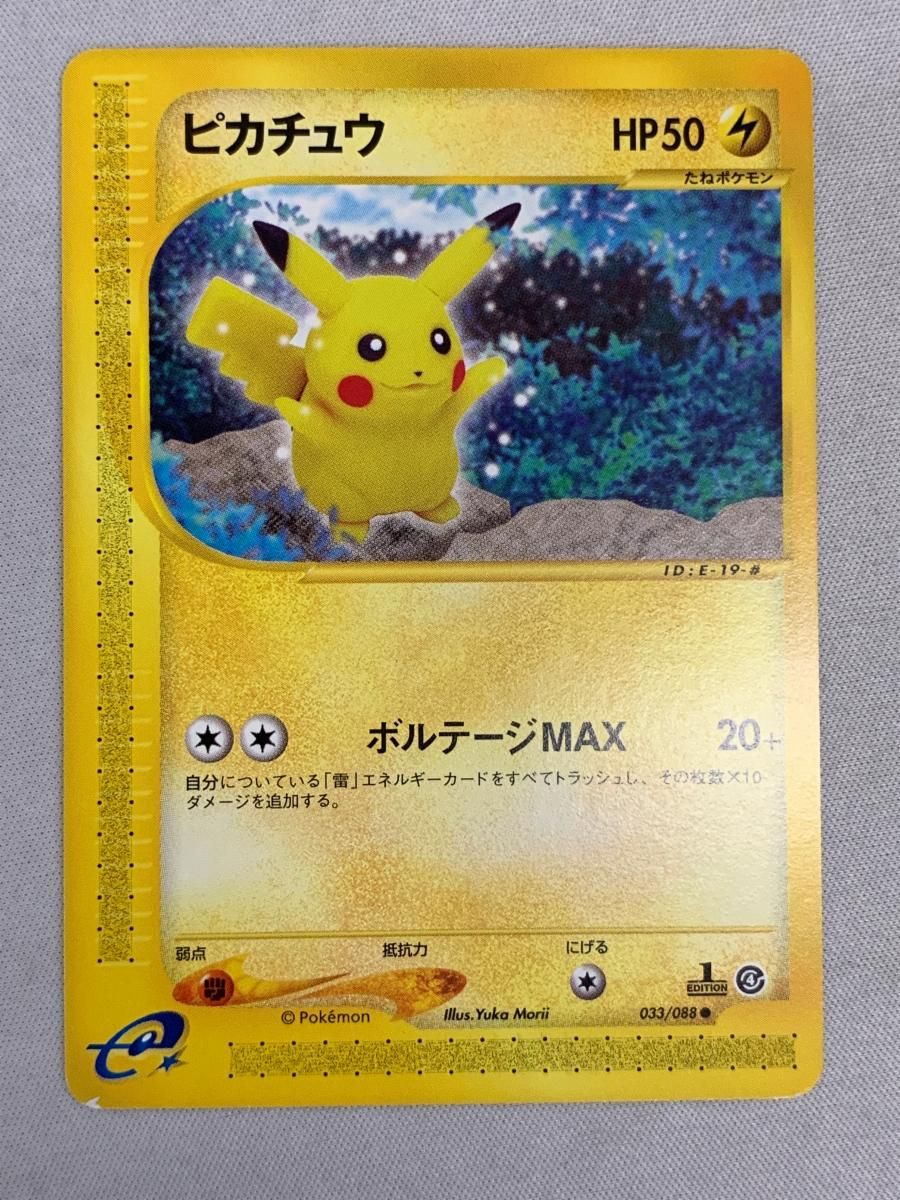 ピカチュウ HP50
たねポケモン
ID:E-19-#
ボルテージMAX 20+
自分についている「雷」エネルギーカードをすべてトラッシュし、その枚数×10
ダメージを追加する。
弱点 抵抗力 にげる
1
EDITION
4
© Pokémon Illus. Yuka Morii 033/088 ●
e